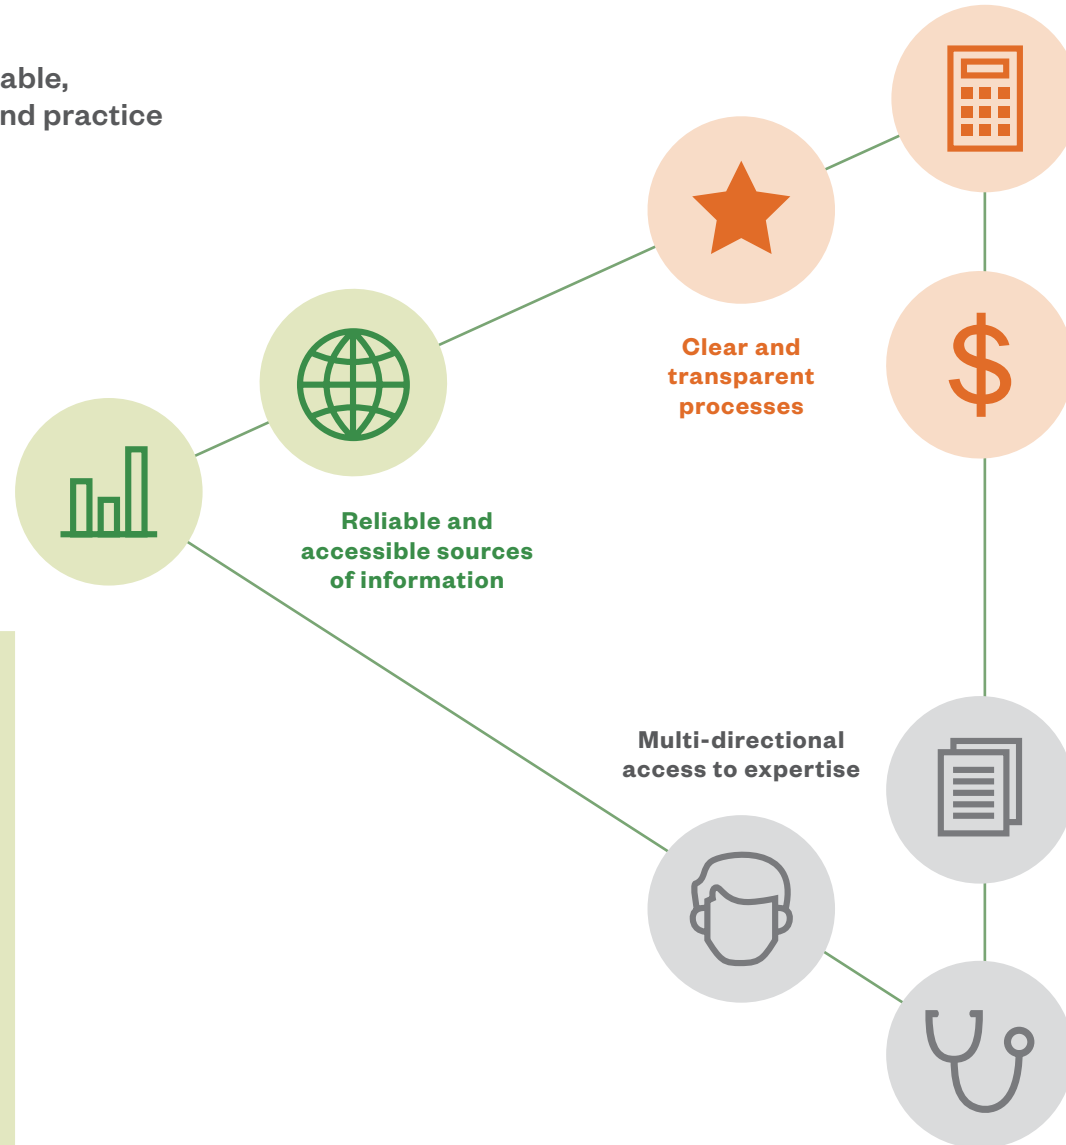 able,
nd practice
Clear and
transparent
processes
Reliable and
accessible sources
of information
Multi-directional
access to expertise